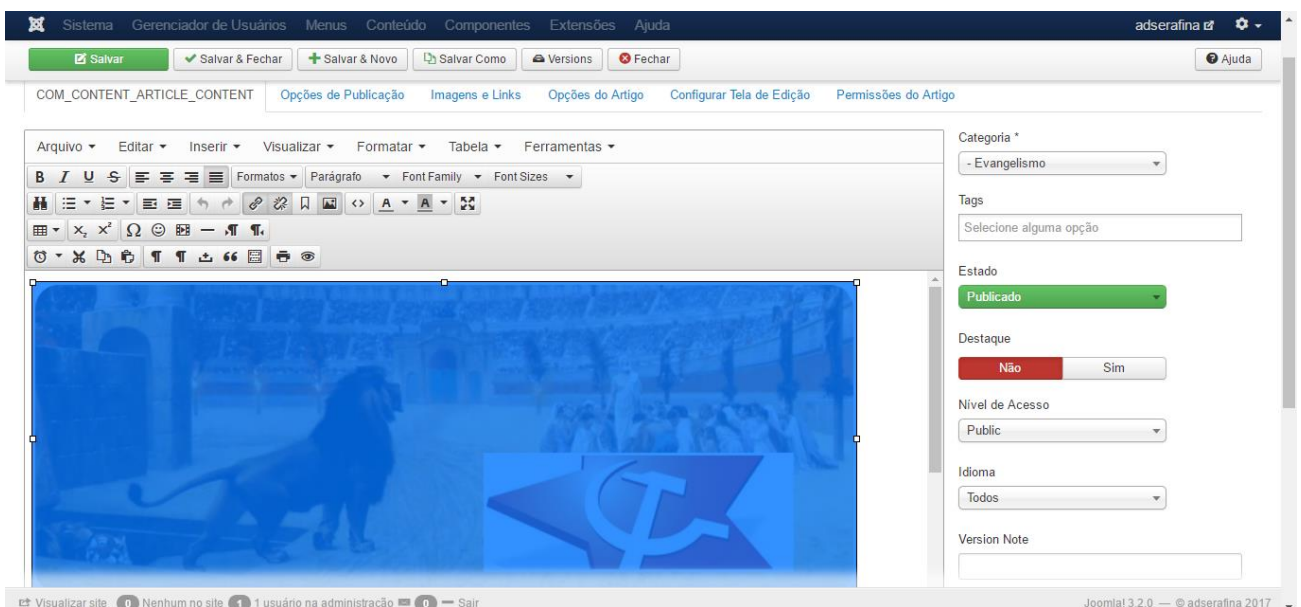 Sistema Gerenciador de Usuários Menus Conteúdo Componentes Extensões Ajuda adserafina
Salvar Salvar & Fechar Salvar & Novo Salvar Como Versions Fechar Ajuda
COM_CONTENT_ARTICLE_CONTENT Opções de Publicação Imagens e Links Opções do Artigo Configurar Tela de Edição Permissões do Artigo
Arquivo Editar Inserir Visualizar Formatar Tabela Ferramentas
B I U S Formatos Parágrafo Font Family Font Sizes
A A
X₂ X² Ω
Categoria *
- Evangelismo
Tags
Selecione alguma opção
Estado
Publicado
Destaque
Não Sim
Nível de Acesso
Public
Idioma
Todos
Version Note
Visualizar site 0 Nenhum no site 1 1 usuário na administração 0 Sair Joomla! 3.2.0 — © adserafina 2017